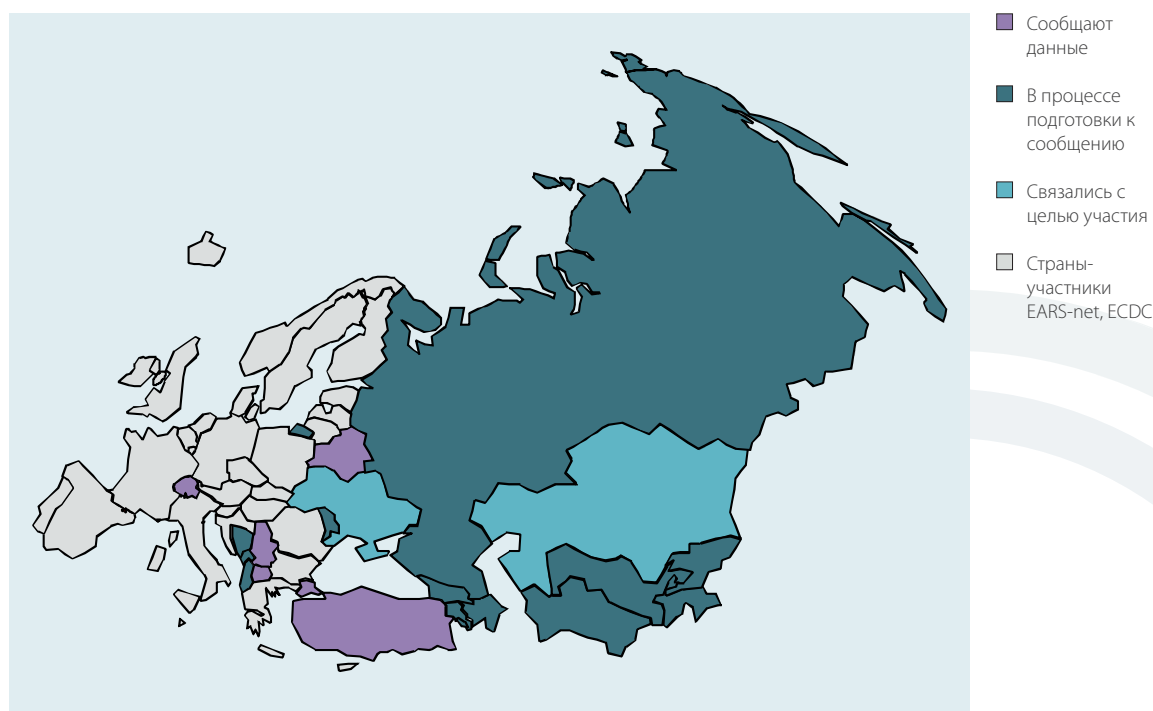 Сообщают
данные
В процессе
подготовки к
сообщению
Связались с
целью участия
Страны-
участники
EARS-net, ECDC